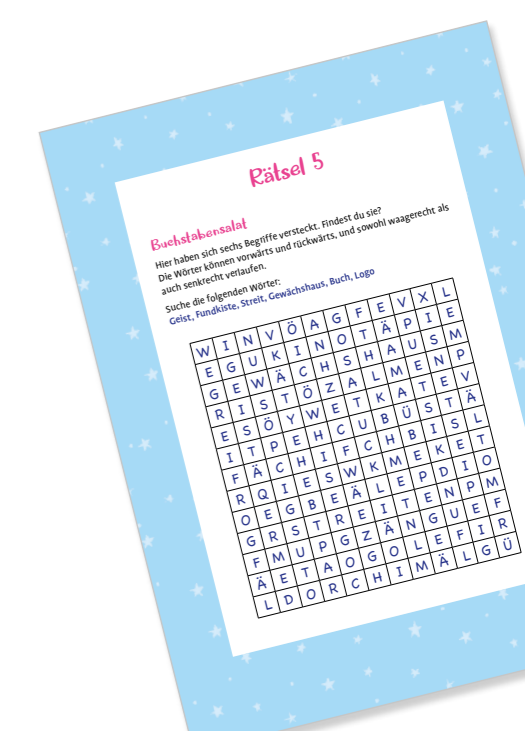 Rätsel 5
Buchstabensalat
Hier haben sich sechs Begriffe versteckt. Findest du sie?
Die Wörter können vorwärts und rückwärts, und sowohl waagerecht als
auch senkrecht verlaufen.
Suche die folgenden Wörter:
Geist, Fundkiste, Streit, Gewächshaus, Buch, Logo
W I N V Ö A G F E V X L
E G U K I N O T Ä P I E
G E W Ä C H S H A U S M
R I S T Ö Z A L M E N P
E S Ö Y W E T K A T E V
I T P E H C U B Ü S T Ä
F Ä C H I F C H B I S L
R Q I E S W K M E K E T
O E G B E Ä L E P D I O
G R S T R E I T E N P M
F M U P G Z Ä N G U E F
Ä E T A O G O L E F I R
L D O R C H I M Ä L G Ü